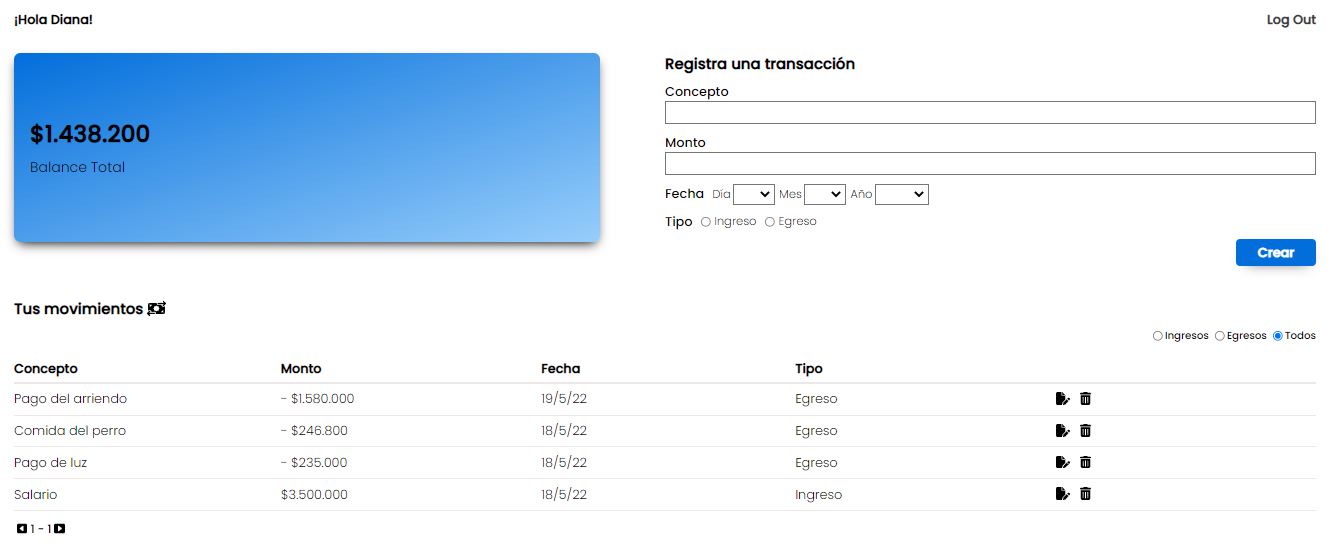 ¡Hola Diana!
Log Out
$1.438.200
Balance Total
Registra una transacción
Concepto
Monto
Fecha Día Mes Año
Tipo Ingreso Egreso
Crear
Tus movimientos
Ingresos Egresos Todos
Concepto Monto Fecha Tipo
Pago del arriendo - $1.580.000 19/5/22 Egreso
Comida del perro - $246.800 18/5/22 Egreso
Pago de luz - $235.000 18/5/22 Egreso
Salario $3.500.000 18/5/22 Ingreso
1 - 1